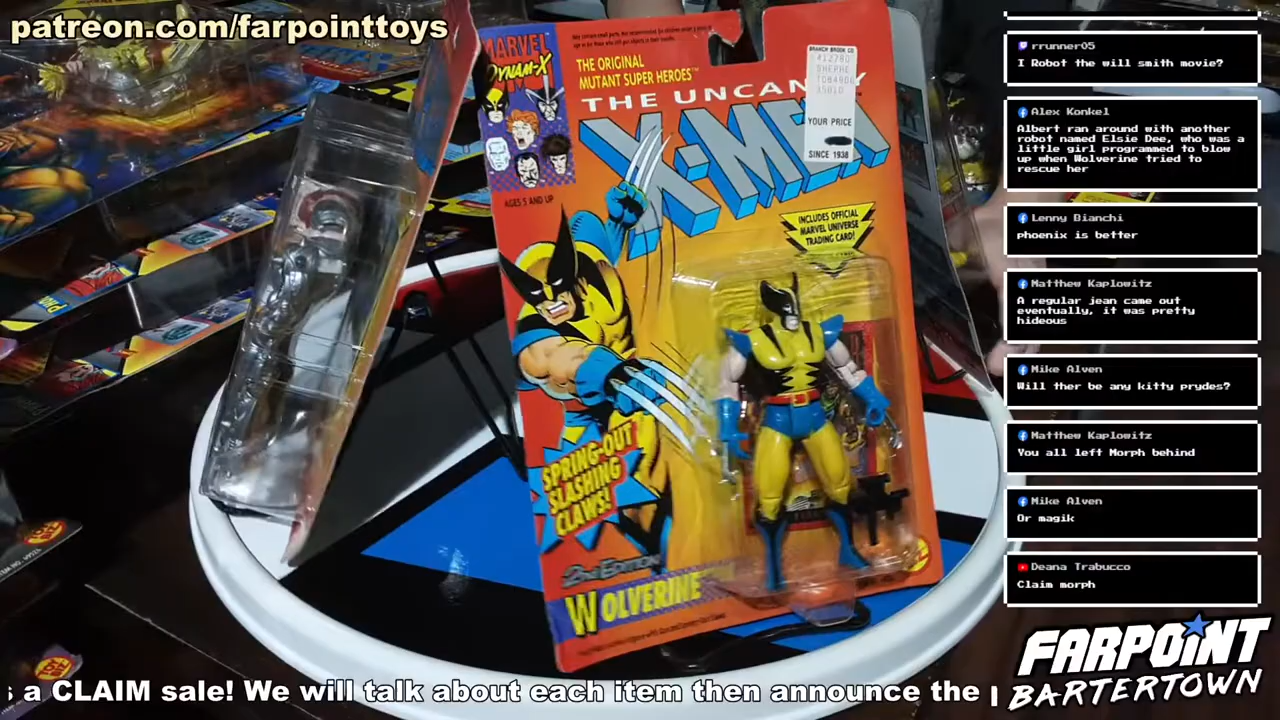 patreon.com/farpointtoys
MARVEL
DYNAM-X
THE ORIGINAL
MUTANT SUPER HEROES™
THE UNCANNY
X-MEN
BRANCH BROOK CO
YOUR PRICE
SINCE 1938
AGES 5 AND UP
INCLUDES OFFICIAL
MARVEL UNIVERSE
TRADING CARD!
SPRING-OUT
SLASHING
CLAWS!
2ND EDITION
WOLVERINE
rrunner05
I Robot the will smith movie?
Alex Konkel
Albert ran around with another
robot named Elsie Dee, who was a
little girl programmed to blow
up when Wolverine tried to
rescue her
Lenny Bianchi
phoenix is better
Matthew Kaplowitz
A regular jean came out
eventually, it was pretty
hideous
Mike Alven
Will ther be any kitty prydes?
Matthew Kaplowitz
You all left Morph behind
Mike Alven
Or magik
Deana Trabucco
Claim morph
FARPOINT
BARTERTOWN
s a CLAIM sale! We will talk about each item then announce the